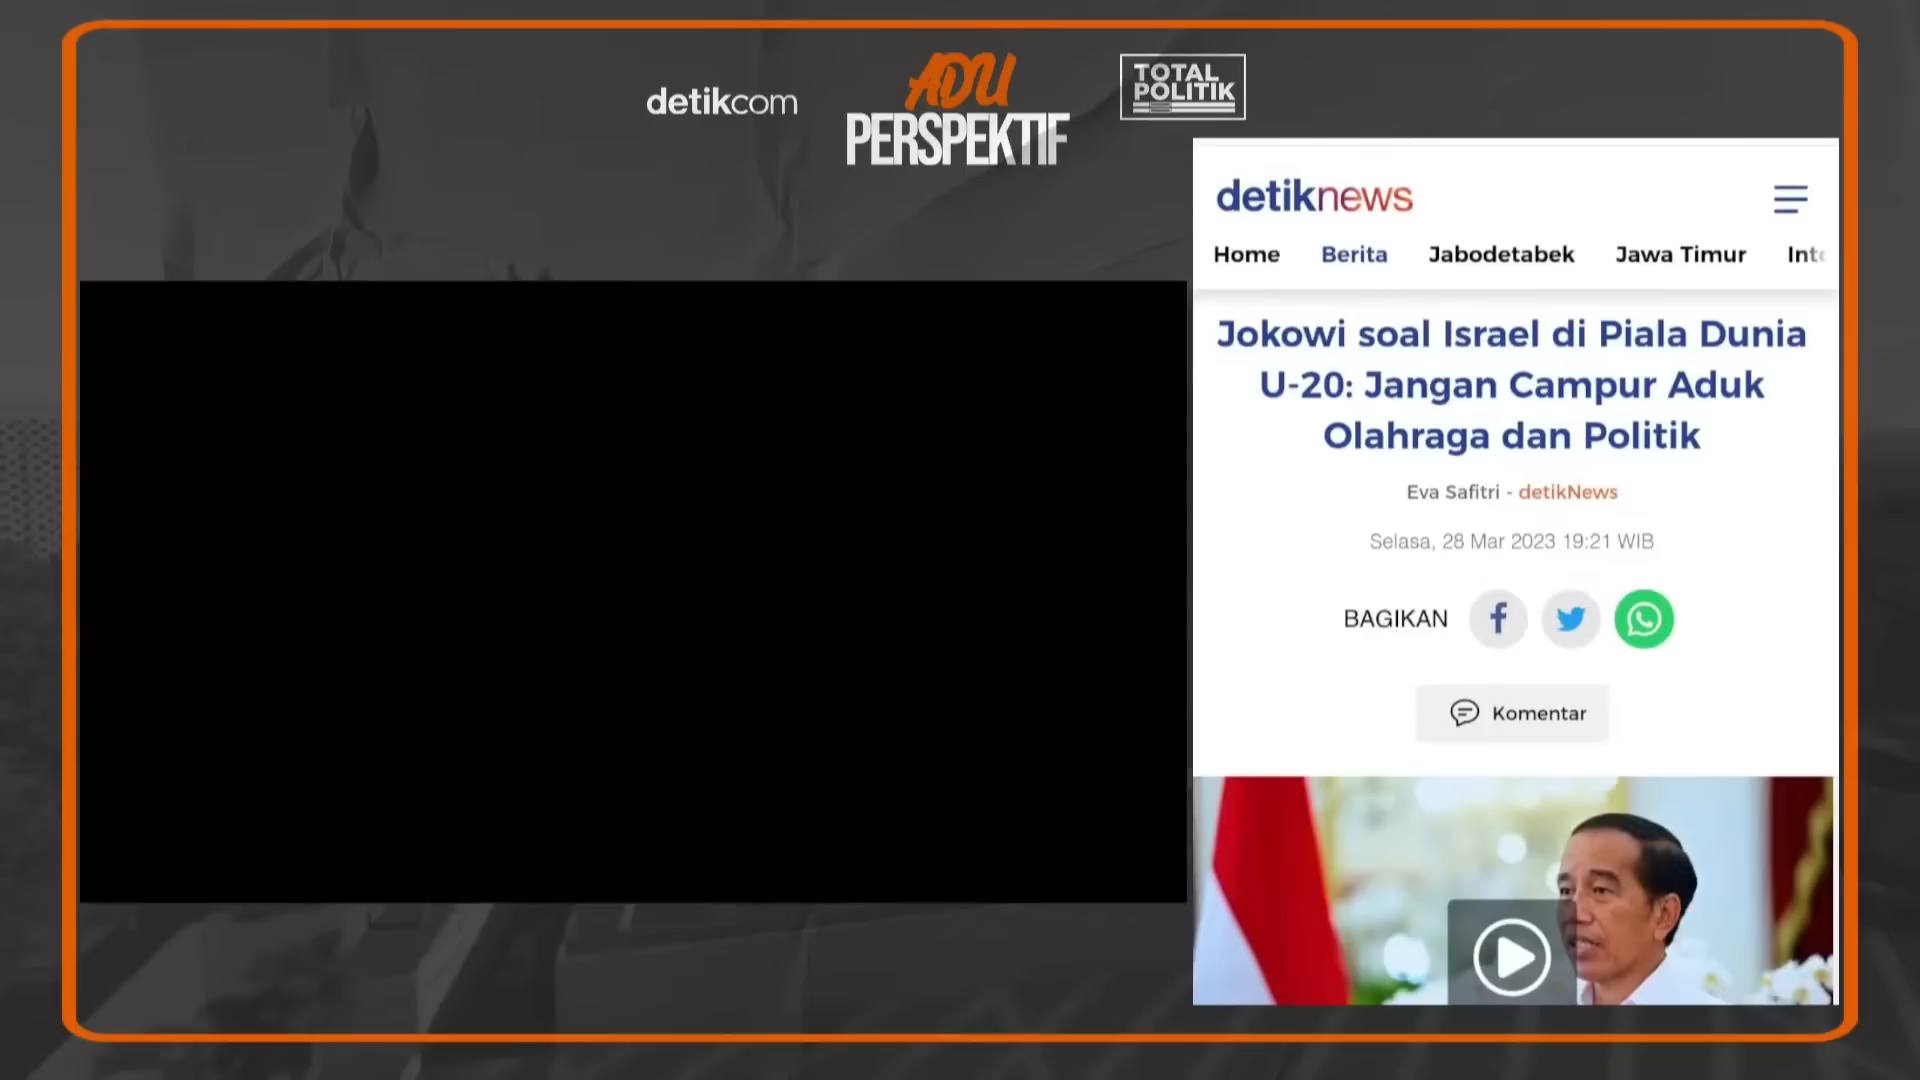 detikcom
ADU
PERSPEKTIF
TOTAL
POLITIK
detiknews
Home Berita Jabodetabek Jawa Timur
Jokowi soal Israel di Piala Dunia
U-20: Jangan Campur Aduk
Olahraga dan Politik
Eva Safitri - detikNews
Selasa, 28 Mar 2023 19:21 WIB
BAGIKAN
Komentar